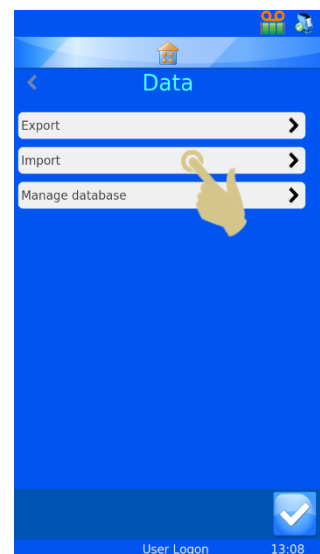 Data
Export
Import
Manage database
User Logon 13:08